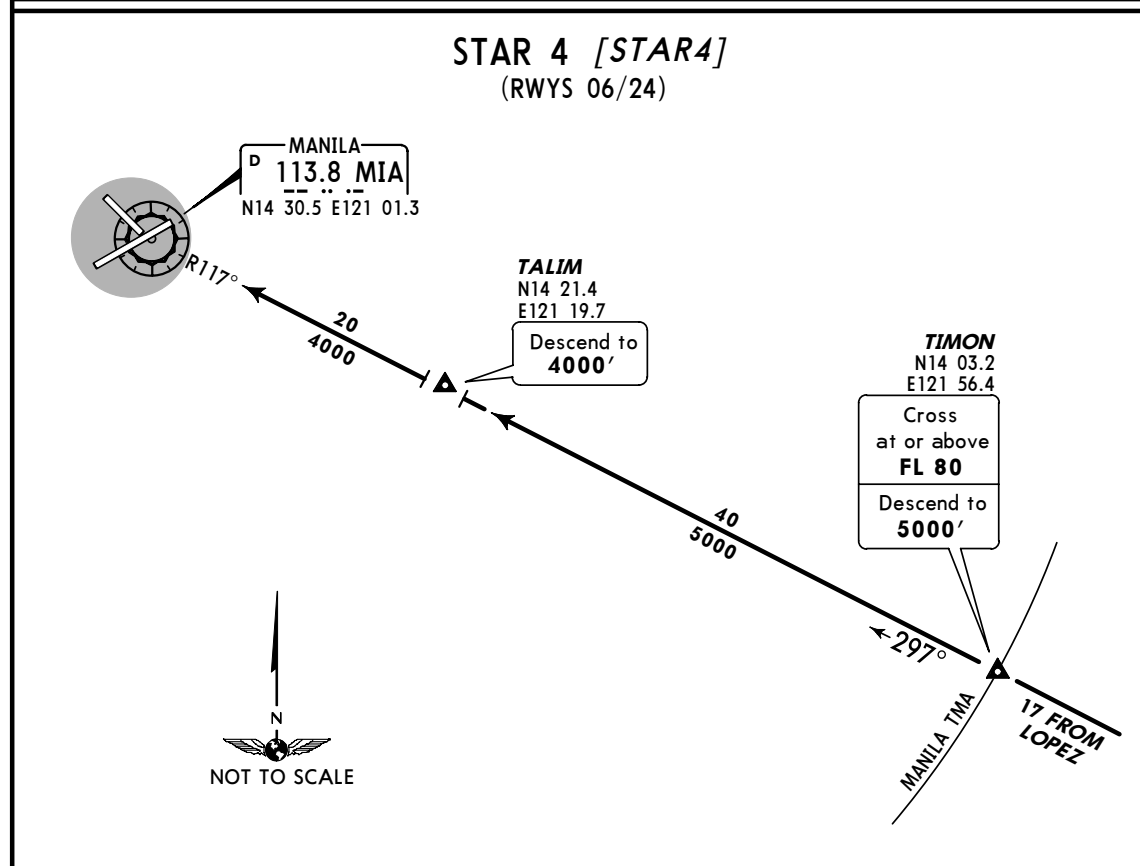 STAR 4 [STAR4]
(RWYS 06/24)
MANILA
D 113.8 MIA
N14 30.5 E121 01.3
R117°
20
4000
TALIM
N14 21.4
E121 19.7
Descend to
4000′
TIMON
N14 03.2
E121 56.4
Cross
at or above
FL 80
Descend to
5000′
40
5000
297°
MANILA TMA
17 FROM
LOPEZ
N
NOT TO SCALE